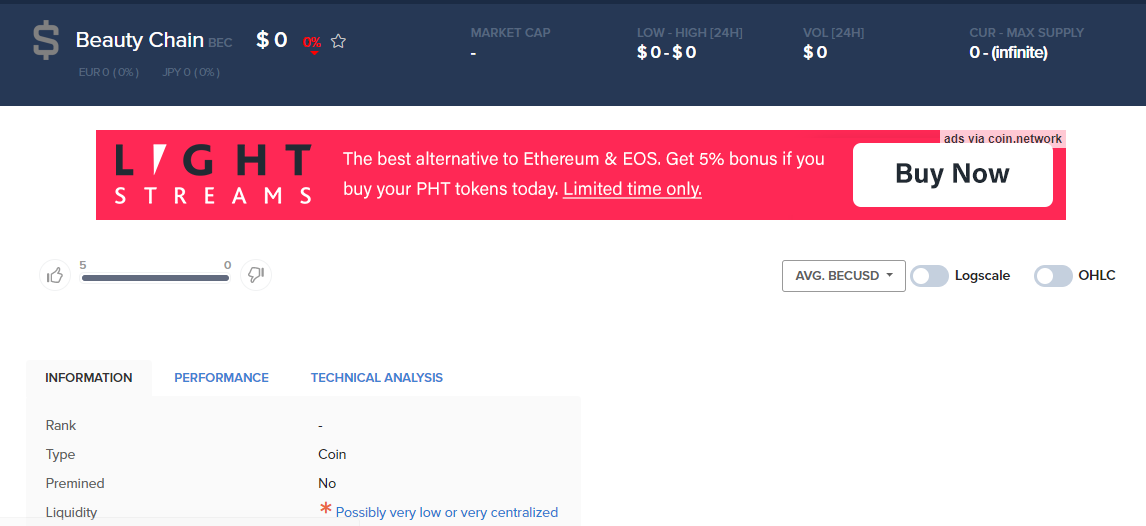 Beauty Chain BEC $ 0 0%
EUR 0 ( 0% ) JPY 0 ( 0% )
MARKET CAP
-
LOW - HIGH [24H]
$ 0 - $ 0
VOL [24H]
$ 0
CUR - MAX SUPPLY
0 - (infinite)
ads via coin.network
LIGHT
STREAMS
The best alternative to Ethereum & EOS. Get 5% bonus if you
buy your PHT tokens today. Limited time only.
Buy Now
5 0
AVG. BECUSD Logscale OHLC
INFORMATION PERFORMANCE TECHNICAL ANALYSIS
Rank -
Type Coin
Premined No
Liquidity * Possibly very low or very centralized